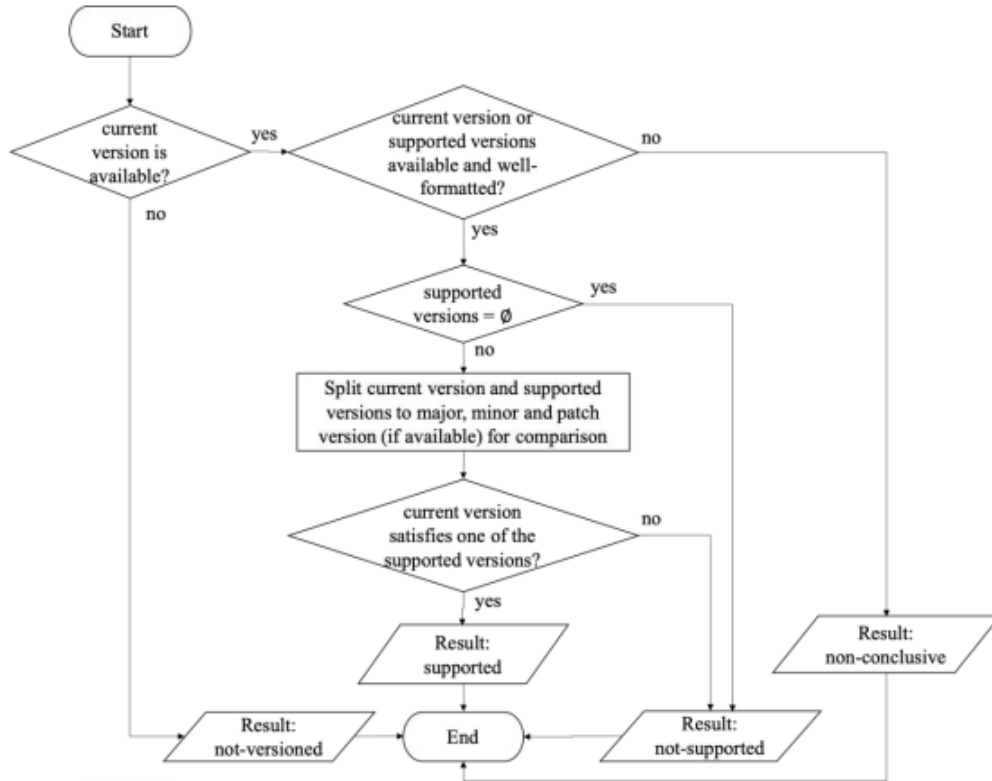 Start
current
version is
available?
yes
no
current version or
supported versions
available and well-
formatted?
no
yes
supported
versions = ∅
yes
no
Split current version and supported
versions to major, minor and patch
version (if available) for comparison
current version
satisfies one of the
supported versions?
no
yes
Result:
supported
Result:
non-conclusive
Result:
not-versioned
End
Result:
not-supported